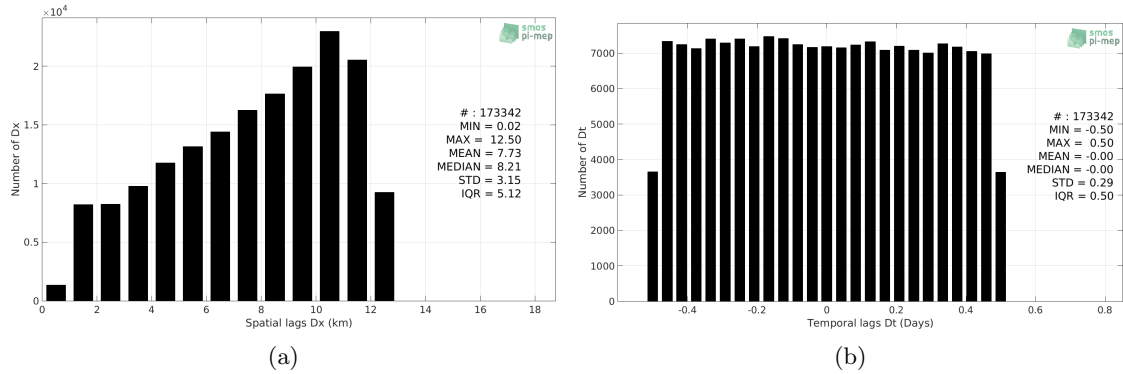 ×10⁴
smos
pi-mep
2
1.5
1
0.5
0
Number of Dx
# : 173342
MIN = 0.02
MAX = 12.50
MEAN = 7.73
MEDIAN = 8.21
STD = 3.15
IQR = 5.12
0 2 4 6 8 10 12 14 16 18
Spatial lags Dx (km)
(a)
smos
pi-mep
7000
6000
5000
4000
3000
2000
1000
0
Number of Dt
# : 173342
MIN = -0.50
MAX = 0.50
MEAN = -0.00
MEDIAN = -0.00
STD = 0.29
IQR = 0.50
-0.4 -0.2 0 0.2 0.4 0.6 0.8
Temporal lags Dt (Days)
(b)